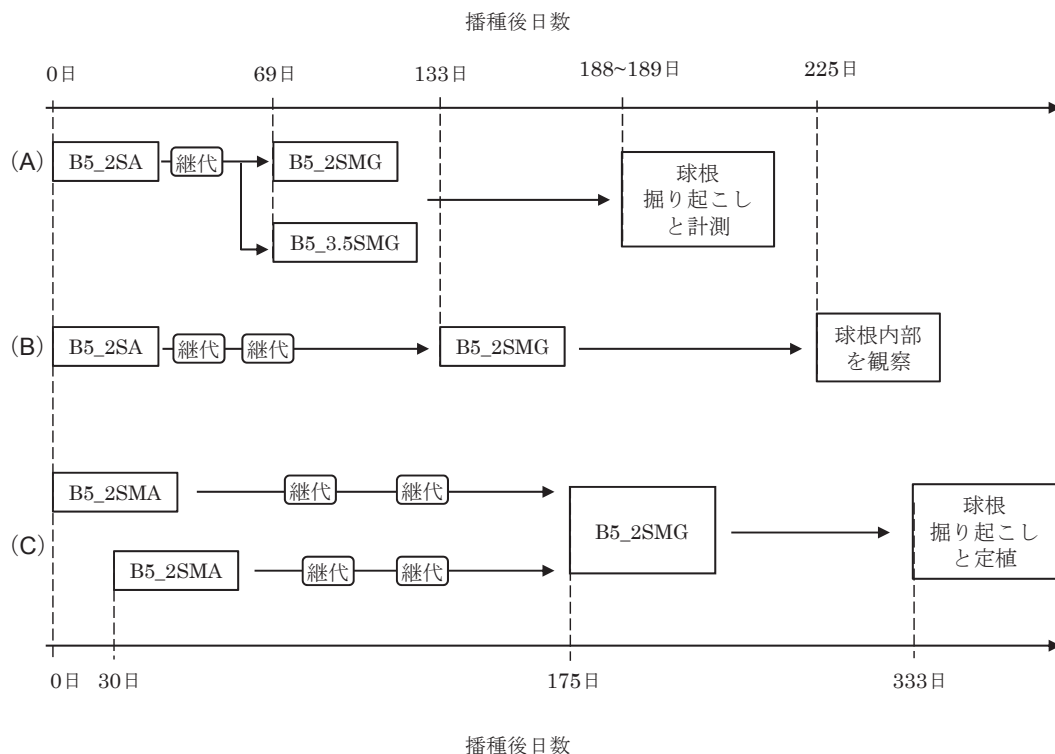 播種後日数
0日
69日
133日
188~189日
225日
(A)
B5_2SA
継代
B5_2SMG
B5_3.5SMG
球根
掘り起こし
と計測
(B)
B5_2SA
継代
継代
B5_2SMG
球根内部
を観察
(C)
B5_2SMA
継代
継代
B5_2SMA
継代
継代
B5_2SMG
球根
掘り起こし
と定植
0日
30日
175日
333日
播種後日数